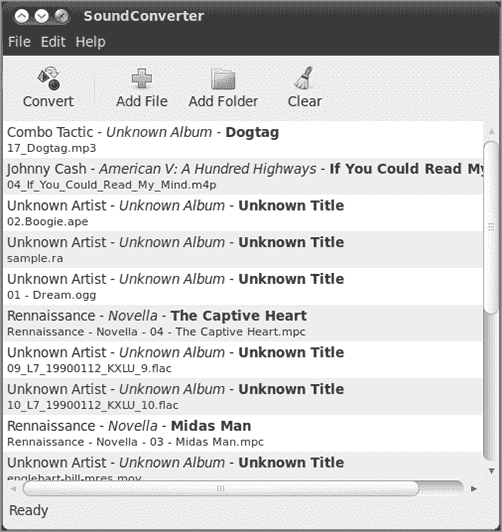 SoundConverter
File Edit Help
Convert Add File Add Folder Clear
Combo Tactic - Unknown Album - Dogtag
17_Dogtag.mp3
Johnny Cash - American V: A Hundred Highways - If You Could Read My
04_If_You_Could_Read_My_Mind.m4p
Unknown Artist - Unknown Album - Unknown Title
02.Boogie.ape
Unknown Artist - Unknown Album - Unknown Title
sample.ra
Unknown Artist - Unknown Album - Unknown Title
01 - Dream.ogg
Rennaissance - Novella - The Captive Heart
Rennaissance - Novella - 04 - The Captive Heart.mpc
Unknown Artist - Unknown Album - Unknown Title
09_L7_19900112_KXLU_9.flac
Unknown Artist - Unknown Album - Unknown Title
10_L7_19900112_KXLU_10.flac
Rennaissance - Novella - Midas Man
Rennaissance - Novella - 03 - Midas Man.mpc
Unknown Artist - Unknown Album - Unknown Title
englehart-hill-mres.mov
Ready